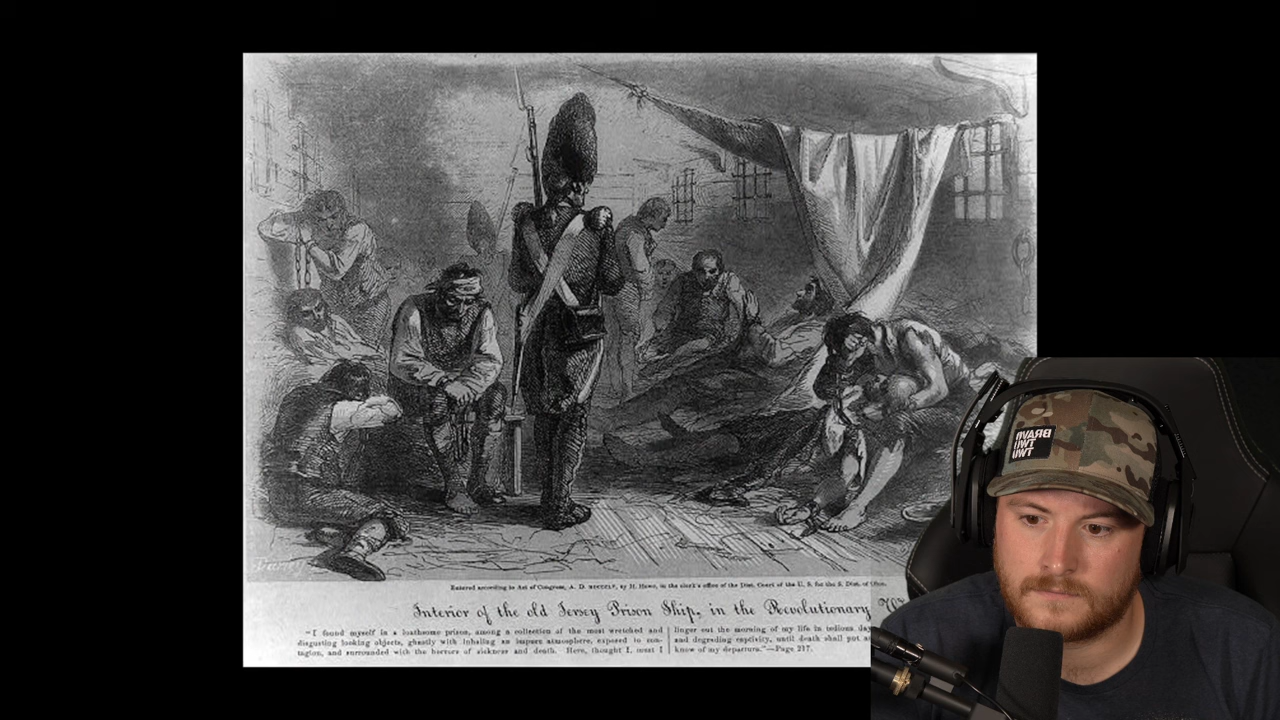 Entered according to Act of Congress, A. D. MDCCCLV, by H. Howe, in the clerk's office of the Dist. Court of the U. S. for the S. Dist. of Ohio.
Interior of the old Jersey Prison Ship, in the Revolutionary
"I found myself in a loathsome prison, among a collection of the most wretched and
disgusting looking objects, ghastly with inhaling an impure atmosphere, exposed to con-
tagion, and surrounded with the horrors of sickness and death. Here, thought I, must I
linger out the morning of my life in tedious
and degrading captivity, until death shall put
know of my departure."—Page 217.
Darley